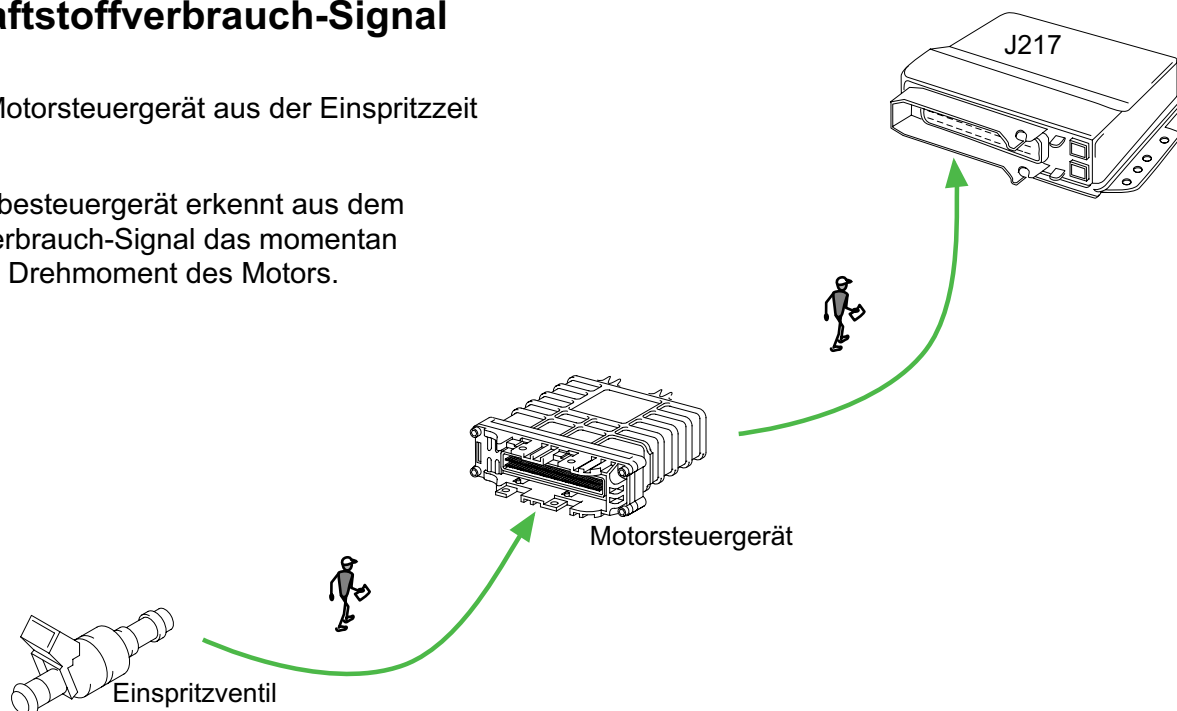 aftstoffverbrauch-Signal
J217
Motorsteuergerät aus der Einspritzzeit
besteuergerät erkennt aus dem
erbrauch-Signal das momentan
Drehmoment des Motors.
Motorsteuergerät
Einspritzventil